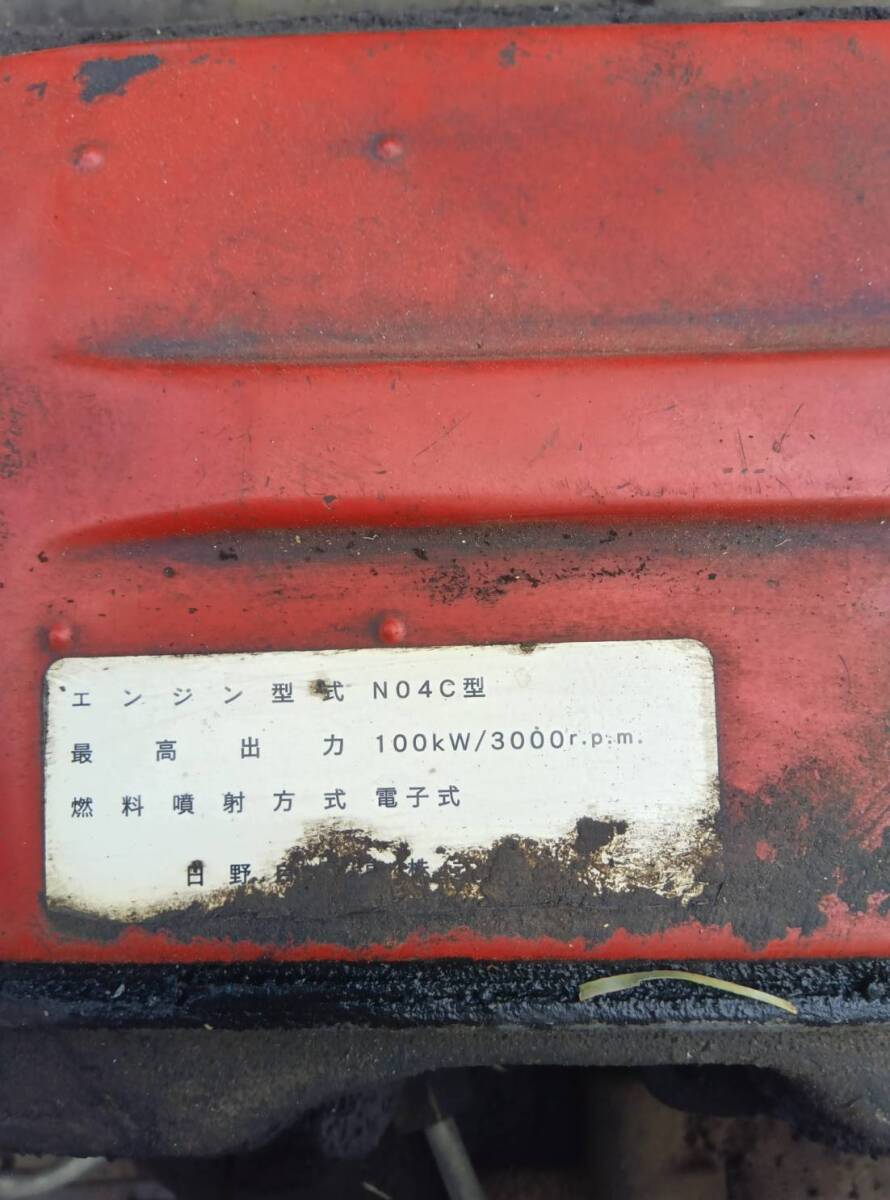 エンジン型式 N04C型
最高出力 100kW/3000r.p.m.
燃料噴射方式 電子式
日野 株